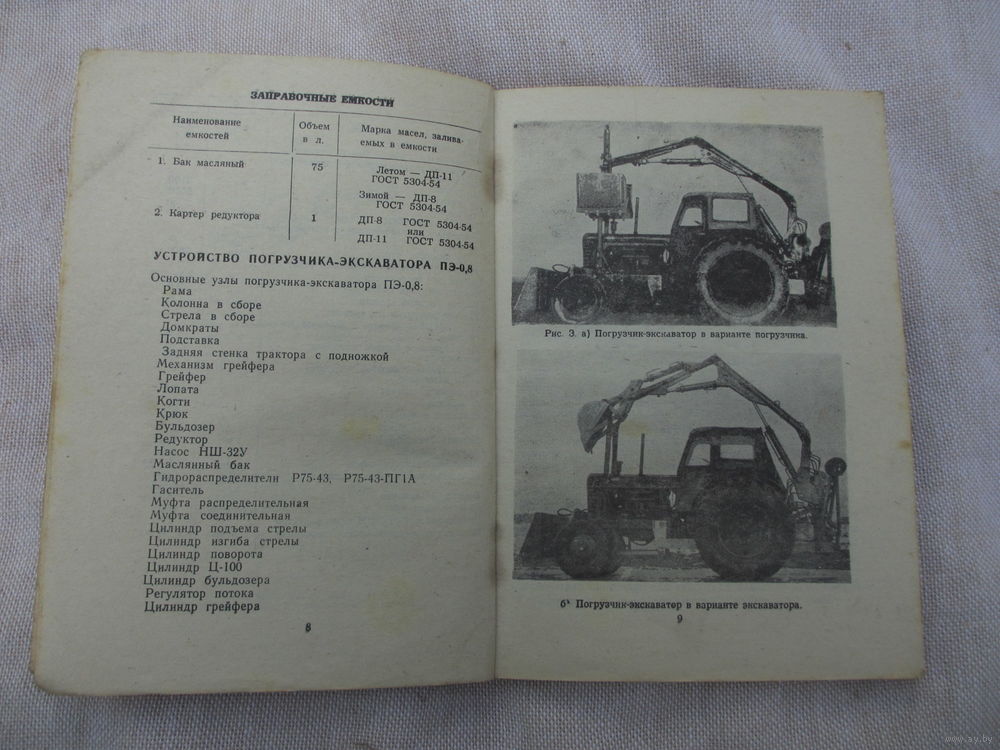 ЗАПРАВОЧНЫЕ ЕМКОСТИ
Наименование емкостей
Объем в л.
Марка масел, залива-
емых в емкости
1. Бак масляный 75 Летом — ДП-11
ГОСТ 5304-54
Зимой — ДП-8
ГОСТ 5304-54
2. Картер редуктора 1 ДП-8 ГОСТ 5304-54
или
ДП-11 ГОСТ 5304-54
УСТРОЙСТВО ПОГРУЗЧИКА-ЭКСКАВАТОРА ПЭ-0,8
Основные узлы погрузчика-экскаватора ПЭ-0,8:
Рама
Колонна в сборе
Стрела в сборе
Домкраты
Подставка
Задняя стенка трактора с подножкой
Механизм грейфера
Грейфер
Лопата
Когти
Крюк
Бульдозер
Редуктор
Насос НШ-32У
Маслянный бак
Гидрораспределители Р75-43, Р75-43-ПГ1А
Гаситель
Муфта распределительная
Муфта соединительная
Цилиндр подъема стрелы
Цилиндр изгиба стрелы
Цилиндр поворота
Цилиндр Ц-100
Цилиндр бульдозера
Регулятор потока
Цилиндр грейфера
8
Рис. 3. а) Погрузчик-экскаватор в варианте погрузчика.
б) Погрузчик-экскаватор в варианте экскаватора.
9
www.ay.by